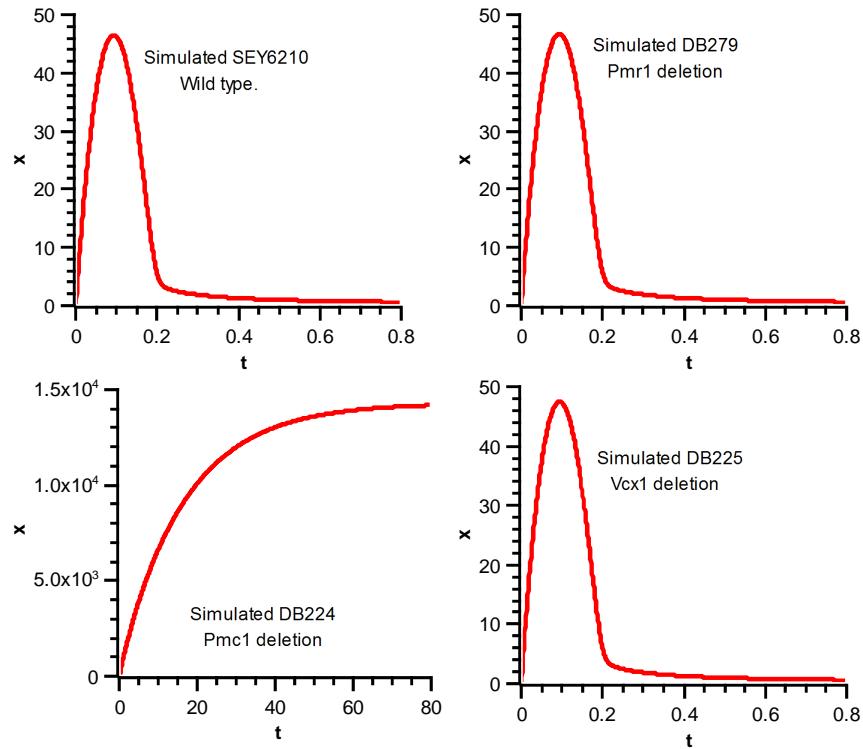 50
40
30
20
10
0
x
Simulated SEY6210
Wild type.
0
0.2
0.4
0.6
0.8
t
50
40
30
20
10
0
x
Simulated DB279
Pmr1 deletion
0
0.2
0.4
0.6
0.8
t
1.5x10⁴
1.0x10⁴
5.0x10³
0
x
Simulated DB224
Pmc1 deletion
0
20
40
60
80
t
50
40
30
20
10
0
x
Simulated DB225
Vcx1 deletion
0
0.2
0.4
0.6
0.8
t